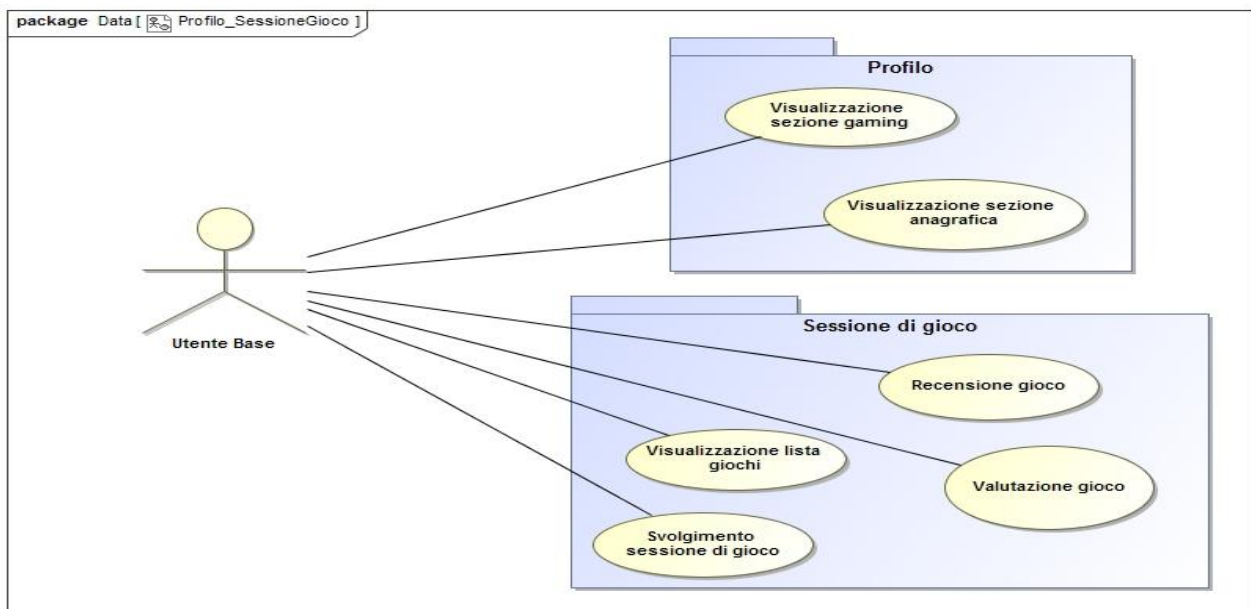 package Data [ Profilo_SessioneGioco ]
Profilo
Visualizzazione
sezione gaming
Visualizzazione sezione
anagrafica
Utente Base
Sessione di gioco
Recensione gioco
Visualizzazione lista
giochi
Valutazione gioco
Svolgimento
sessione di gioco